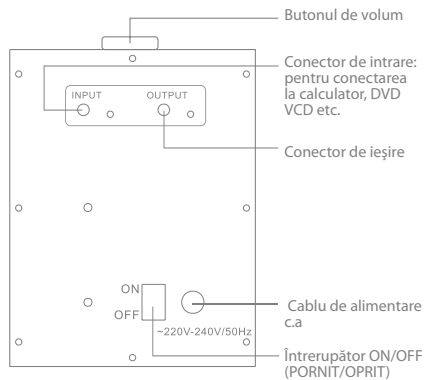 Butonul de volum
Conector de intrare:
pentru conectarea
la calculator, DVD
VCD etc.
INPUT
OUTPUT
Conector de ieşire
ON
OFF
~220V-240V/50Hz
Cablu de alimentare
c.a
Întrerupător ON/OFF
(PORNIT/OPRIT)